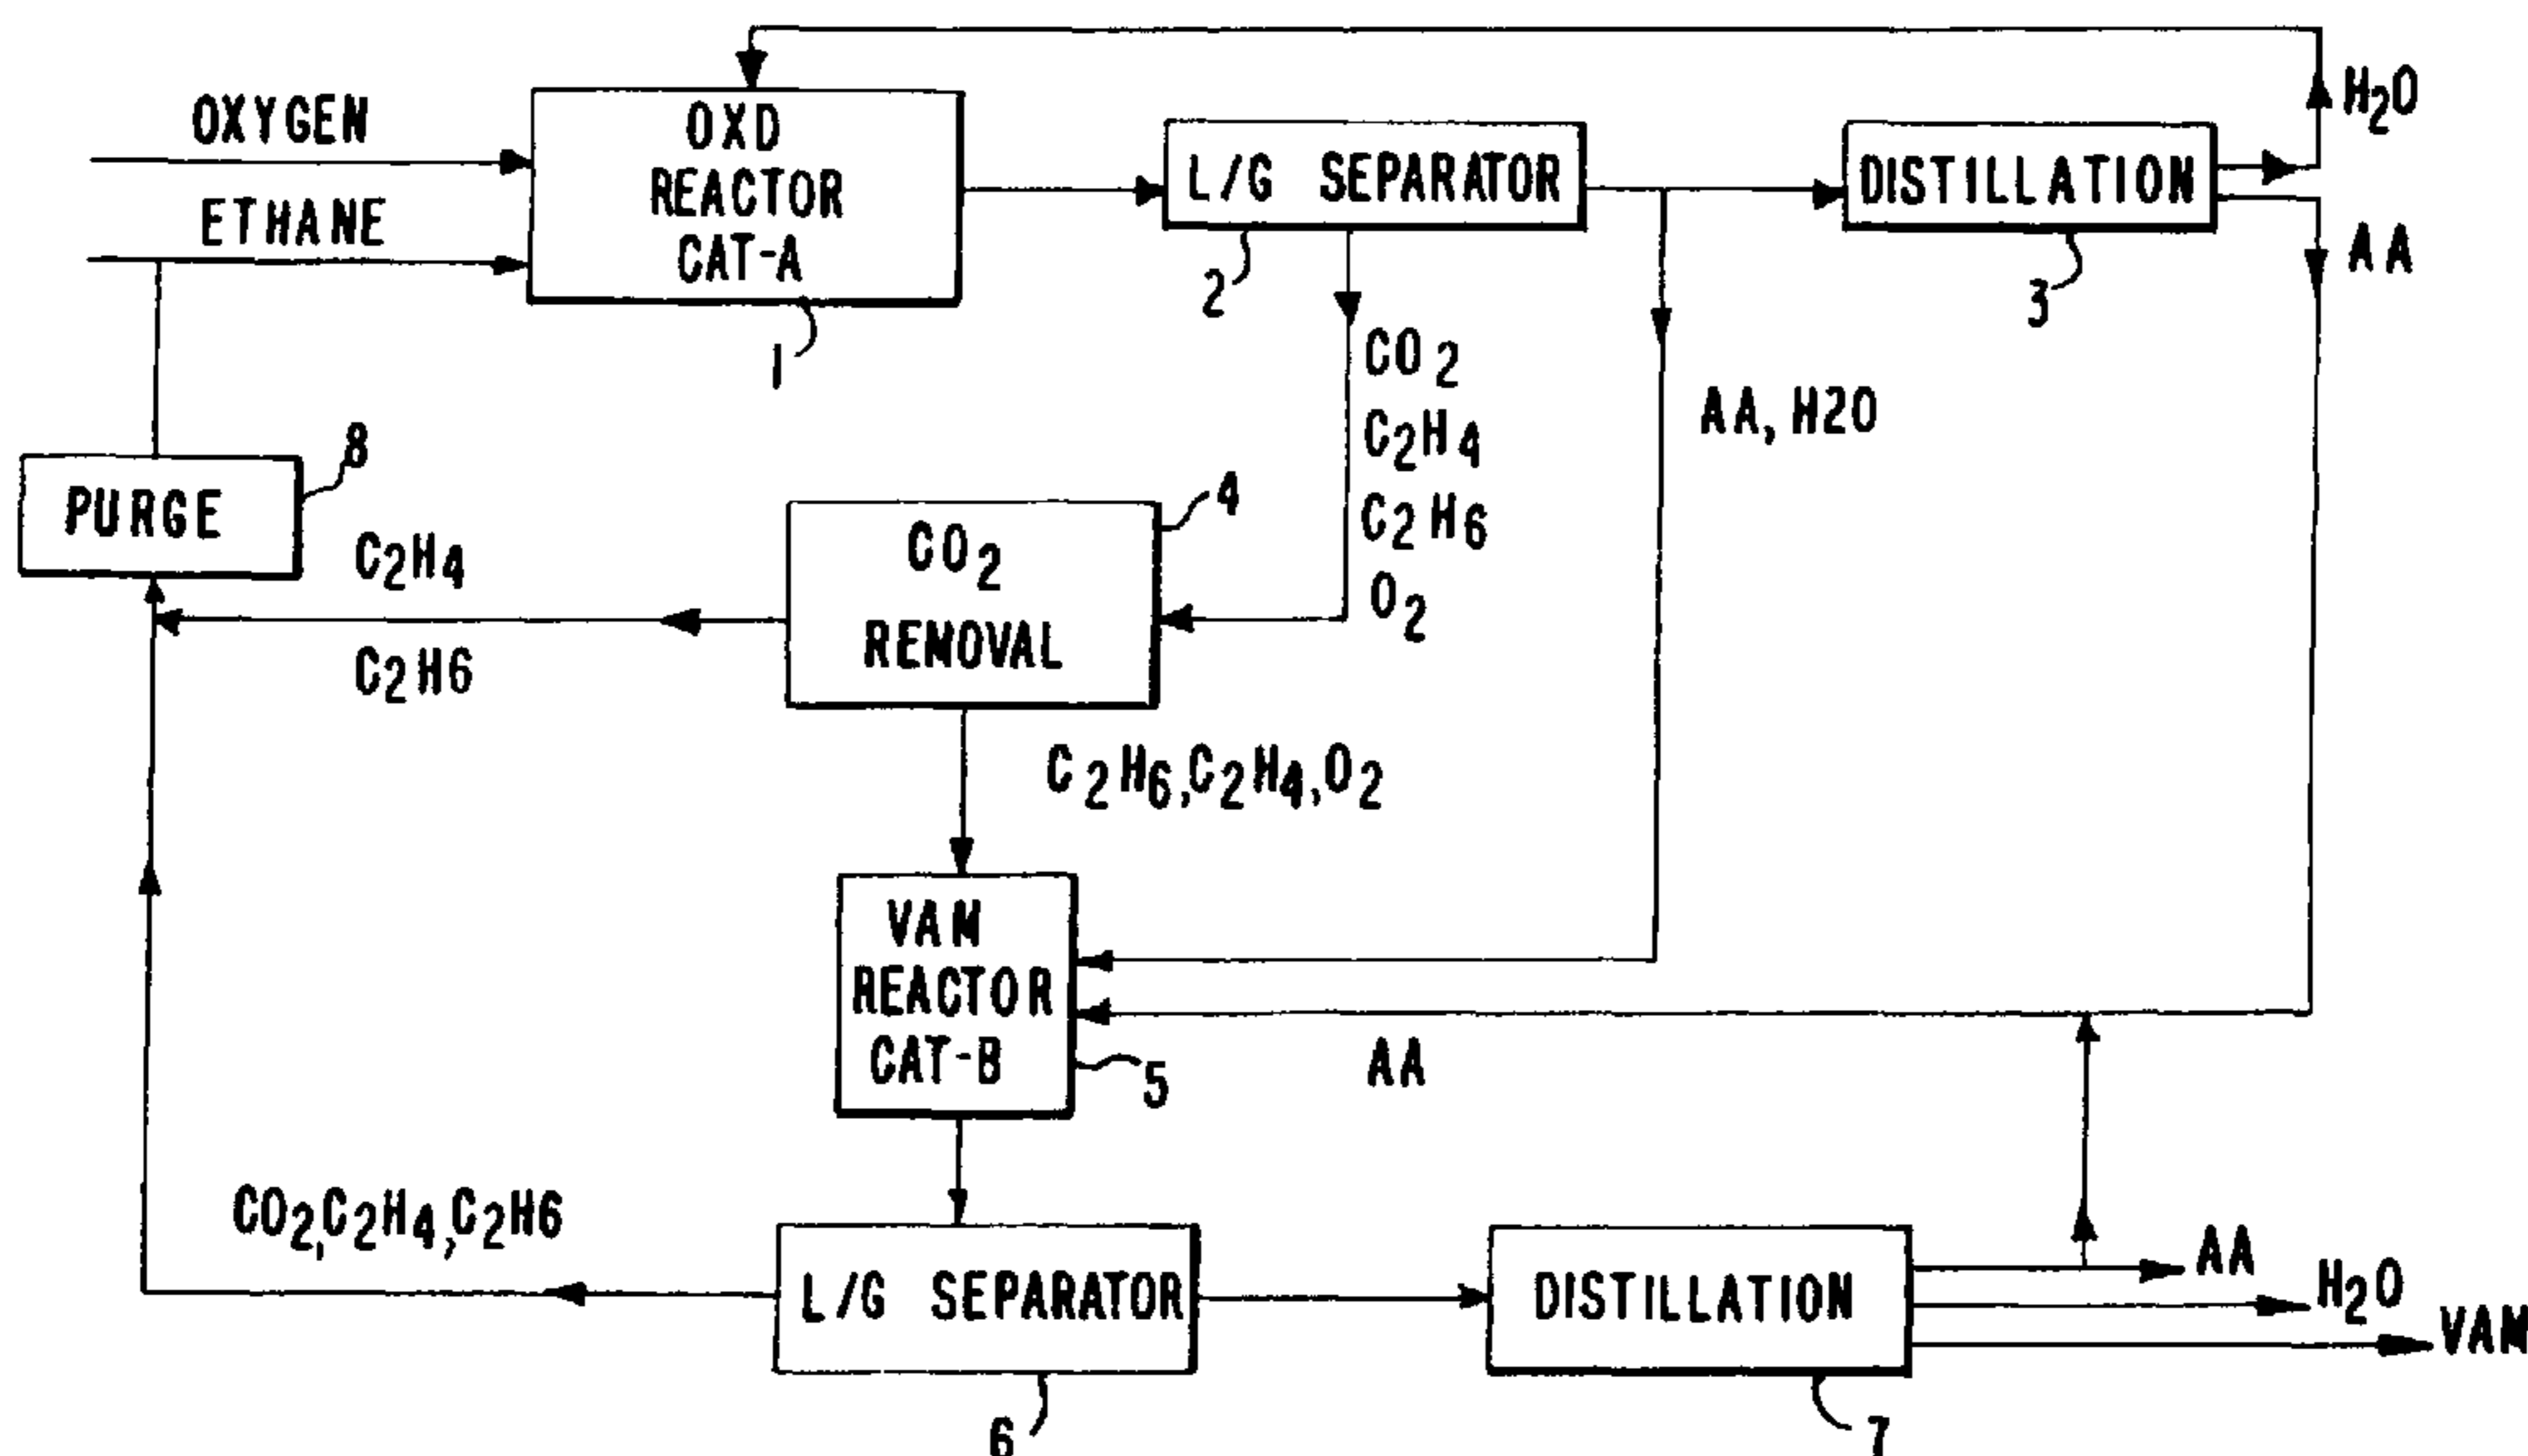 OXYGEN
ETHANE
OXD
REACTOR
CAT-A
1
L/G SEPARATOR
2
DISTILLATION
3
H₂O
AA
CO₂
C₂H₄
C₂H₆
O₂
AA, H2O
PURGE
8
C₂H₄
C₂H6
CO₂
REMOVAL
4
C₂H₆,C₂H₄,O₂
VAM
REACTOR
CAT-B
5
AA
CO₂,C₂H₄,C₂H6
L/G SEPARATOR
6
DISTILLATION
7
AA
H₂O
VAM